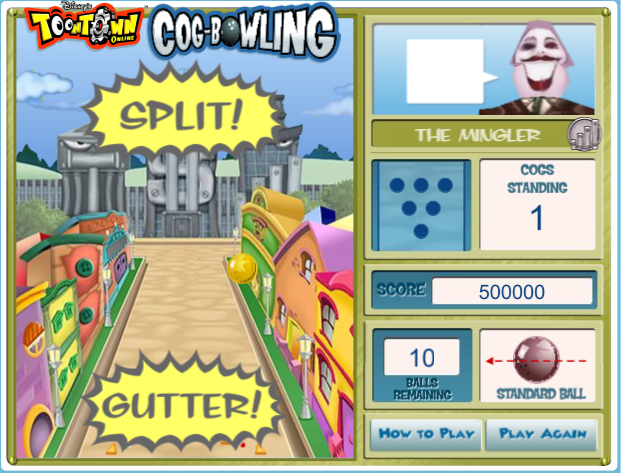 Disney's
TOONTOWN
ONLINE
COG-BOWLING
SPLIT!
THE MINGLER
COGS
STANDING
1
SCORE 500000
10
BALLS
REMAINING
STANDARD BALL
GUTTER!
HOW TO PLAY
PLAY AGAIN